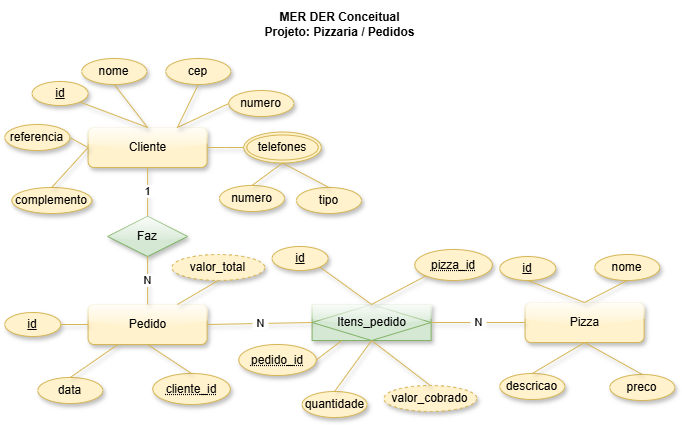 MER DER Conceitual
Projeto: Pizzaria / Pedidos
nome
cep
id
numero
referencia
Cliente
telefones
complemento
numero
tipo
1
Faz
N
valor_total
id
pizza_id
id
nome
id
Pedido
N
Itens_pedido
N
Pizza
pedido_id
data
cliente_id
quantidade
valor_cobrado
descricao
preco